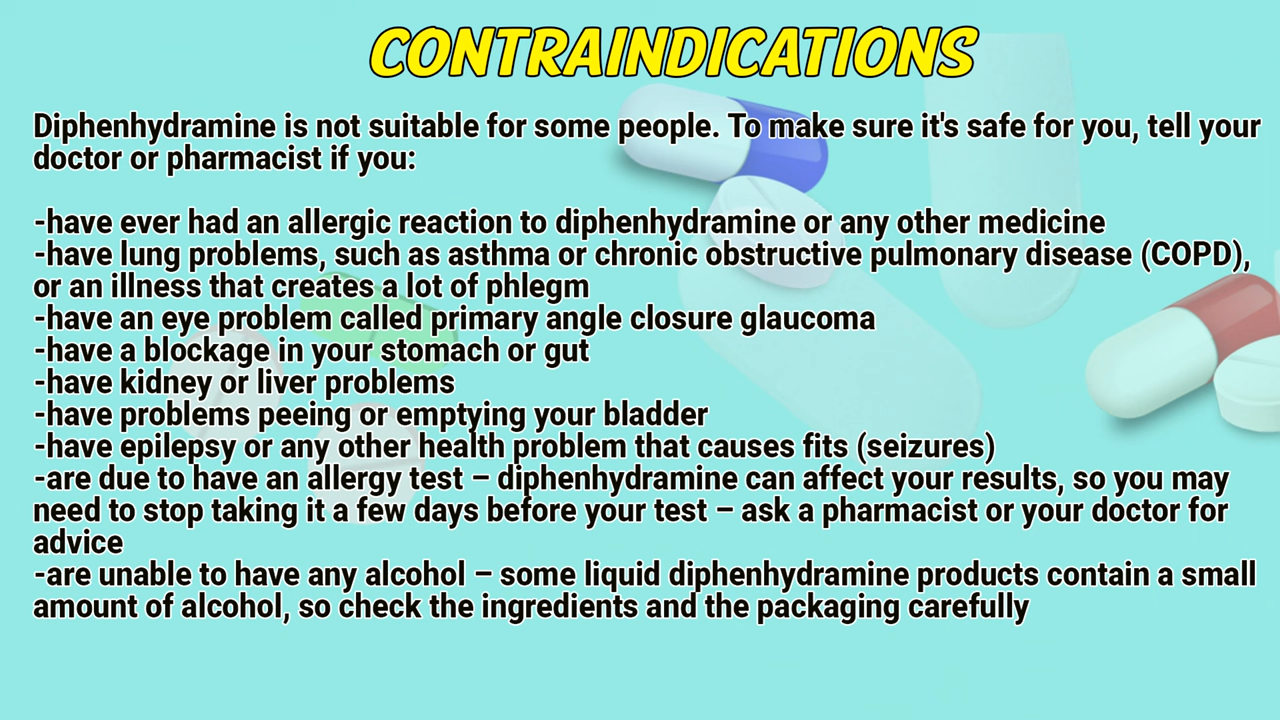 CONTRAINDICATIONS
Diphenhydramine is not suitable for some people. To make sure it's safe for you, tell your
doctor or pharmacist if you:
-have ever had an allergic reaction to diphenhydramine or any other medicine
-have lung problems, such as asthma or chronic obstructive pulmonary disease (COPD),
or an illness that creates a lot of phlegm
-have an eye problem called primary angle closure glaucoma
-have a blockage in your stomach or gut
-have kidney or liver problems
-have problems peeing or emptying your bladder
-have epilepsy or any other health problem that causes fits (seizures)
-are due to have an allergy test – diphenhydramine can affect your results, so you may
need to stop taking it a few days before your test – ask a pharmacist or your doctor for
advice
-are unable to have any alcohol – some liquid diphenhydramine products contain a small
amount of alcohol, so check the ingredients and the packaging carefully